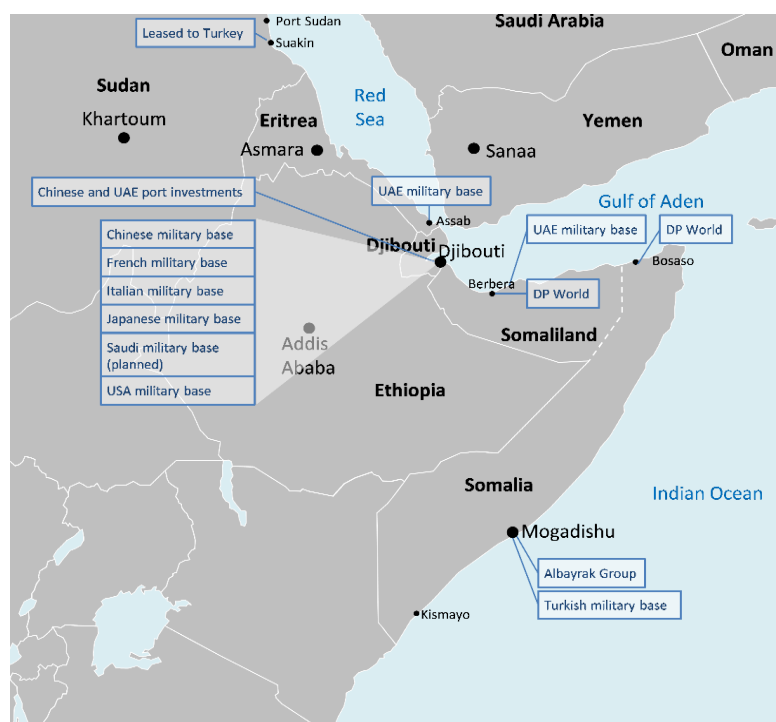 Saudi Arabia
Port Sudan
Leased to Turkey
Suakin
Oman
Sudan
Red
Sea
Khartoum
Eritrea
Yemen
Asmara
Sanaa
Chinese and UAE port investments
UAE military base
Gulf of Aden
Assab
UAE military base
DP World
Chinese military base
Djibouti
Djibouti
French military base
Bosaso
Italian military base
Berbera
DP World
Japanese military base
Somaliland
Saudi military base
(planned)
Addis
Ababa
USA military base
Ethiopia
Somalia
Indian Ocean
Mogadishu
Albayrak Group
Turkish military base
Kismayo